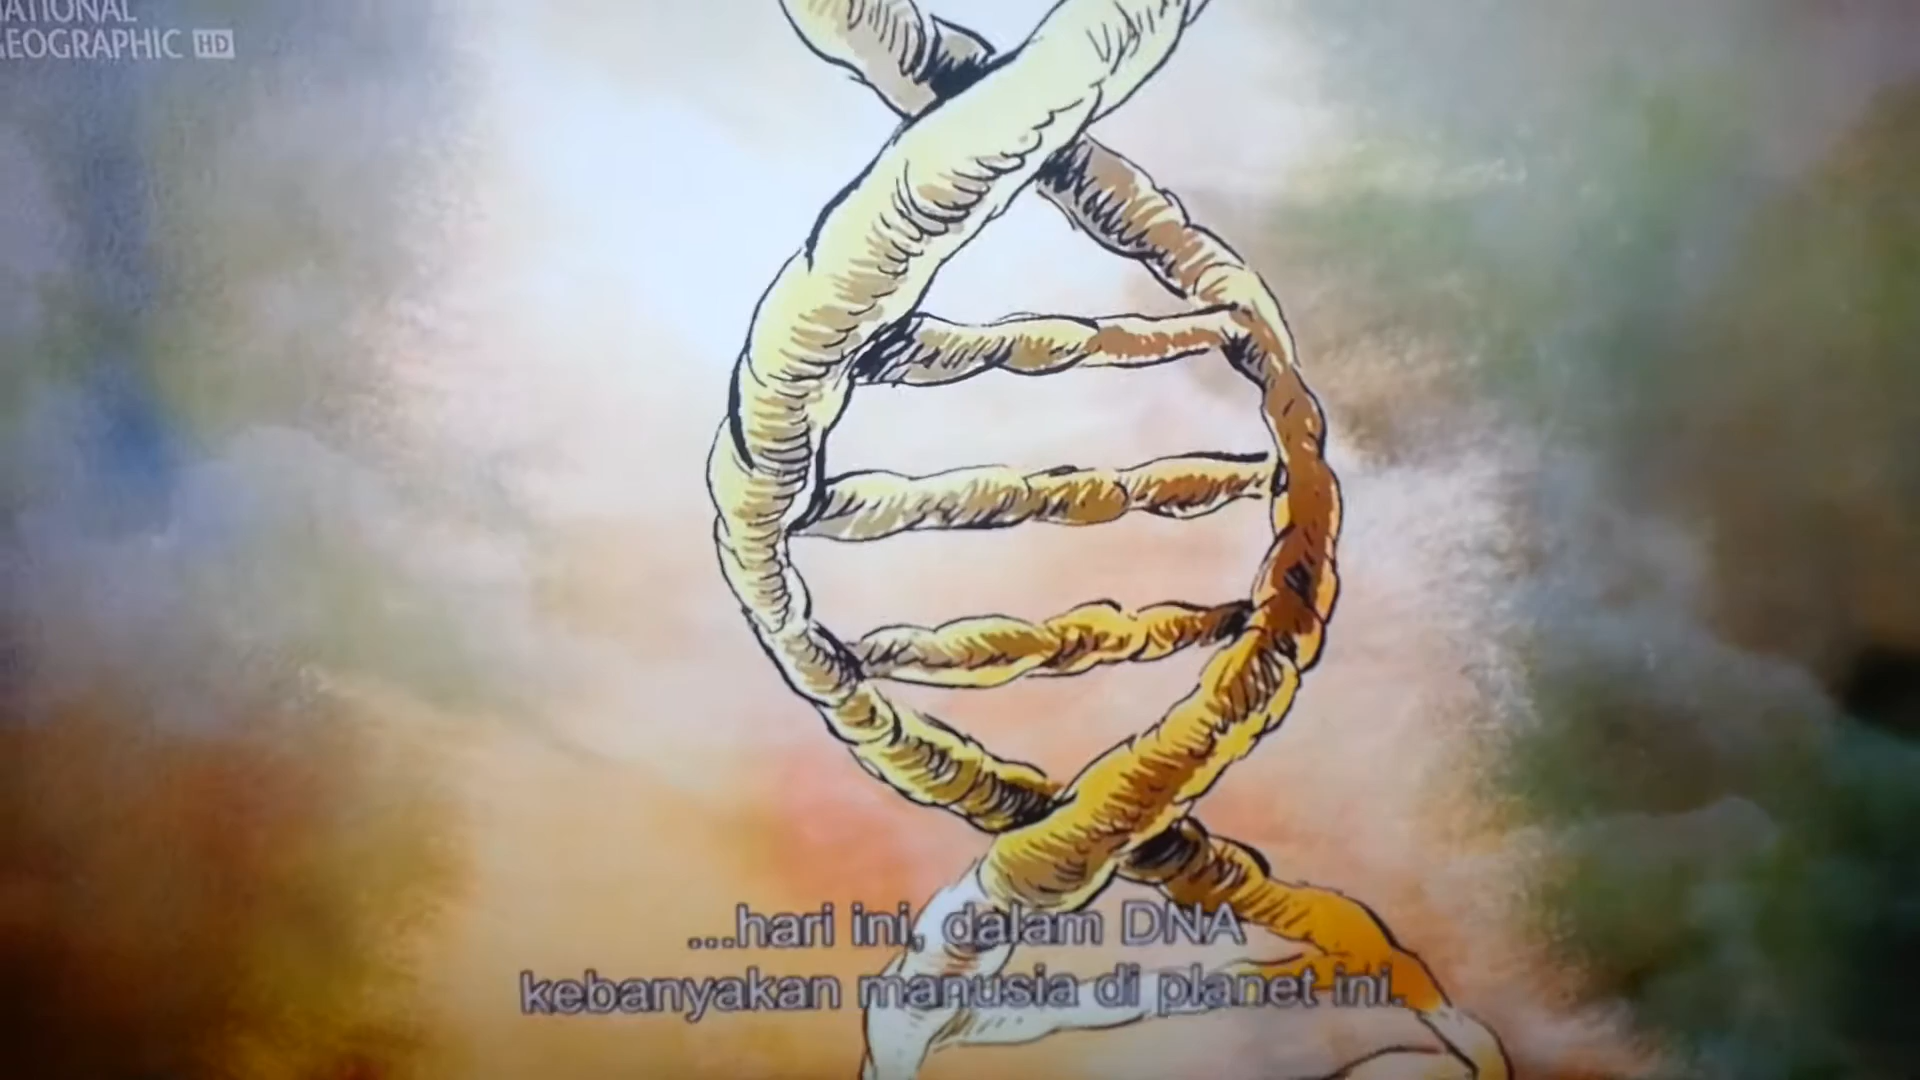 NATIONAL
GEOGRAPHIC HD
...hari ini, dalam DNA
kebanyakan manusia di planet ini.